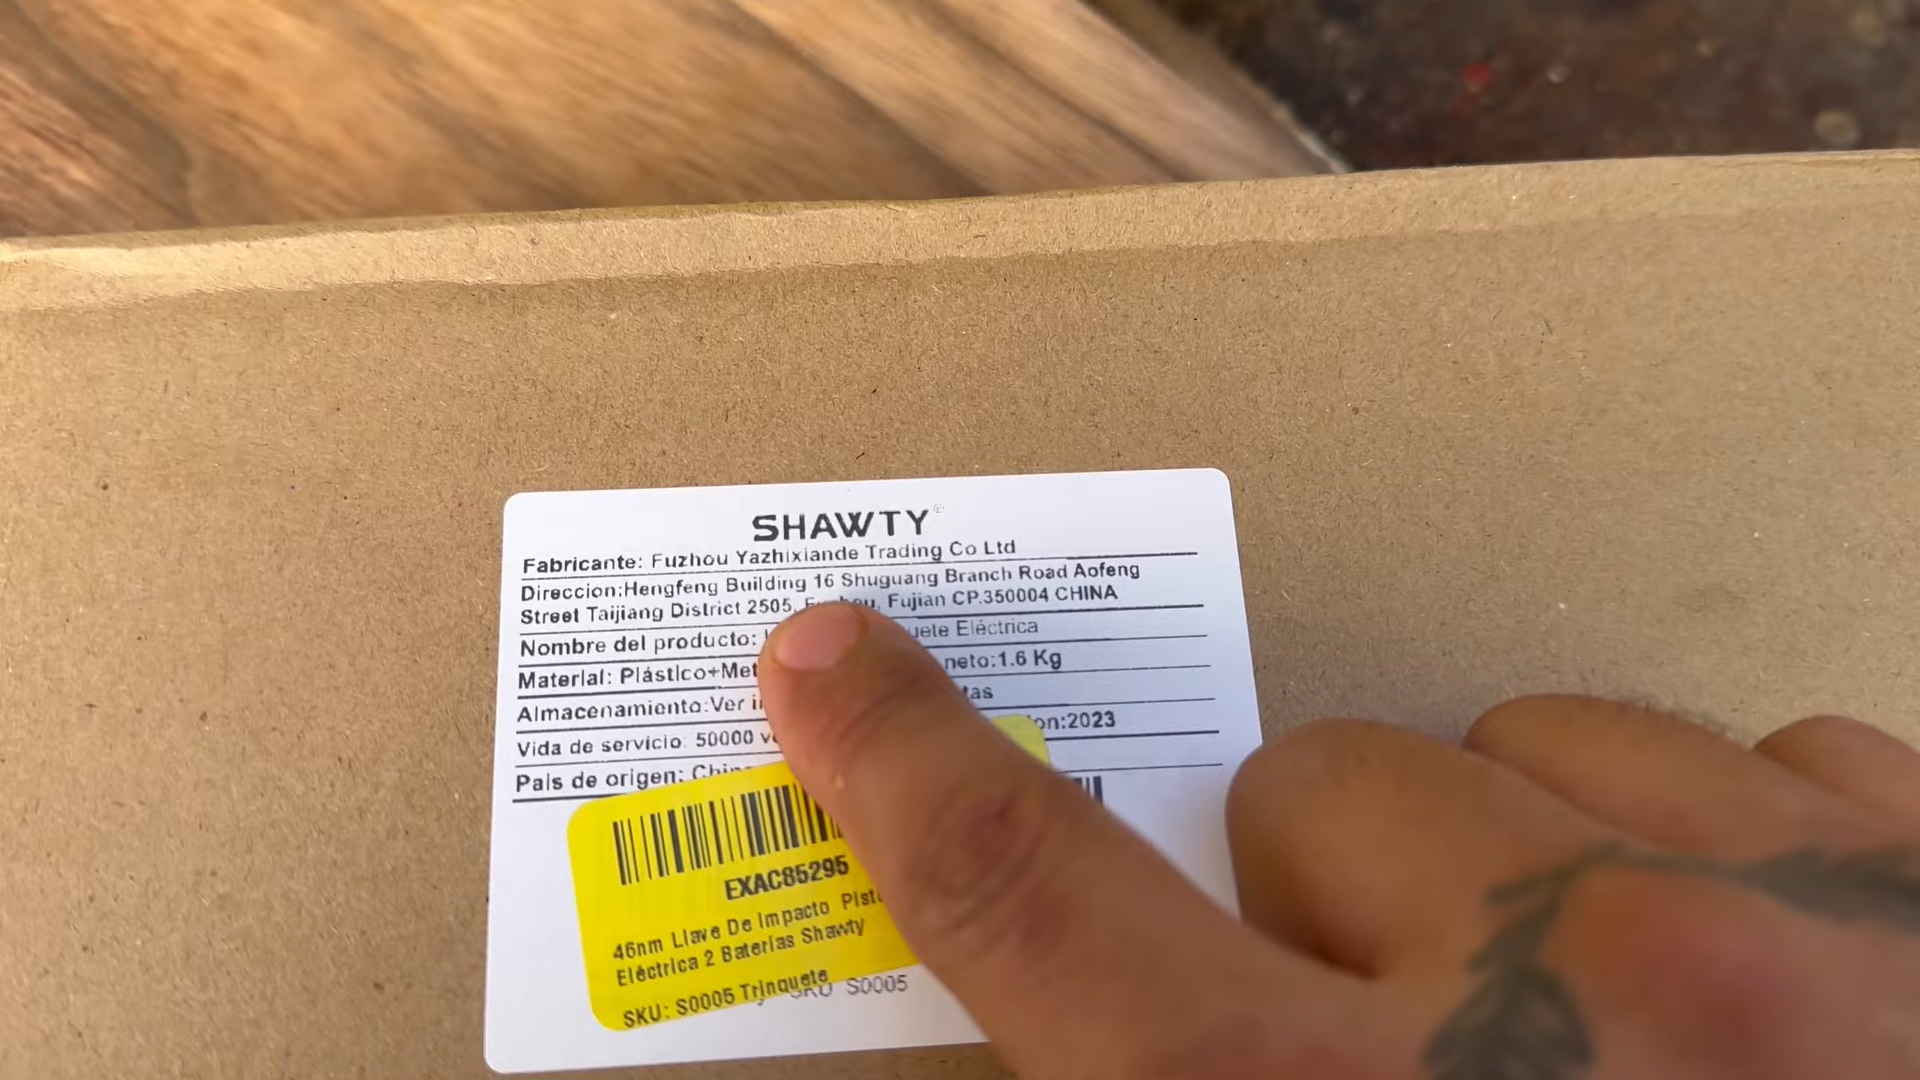 SHAWTY
Fabricante: Fuzhou Yazhixiande Trading Co Ltd
Direccion:Hengfeng Building 16 Shuguang Branch Road Aofeng
Street Taijiang District 2505, Fujian CP.350004 CHINA
Nombre del producto: Eléctrica
Material: Plástico+Met neto:1.6 Kg
Almacenamiento:Ver
Vida de servicio: 50000 :2023
Pais de origen:
EXAC85295
46nm Llave De Impacto
Eléctrica 2 Baterías Shawty
SKU: S0005 Trinquete
SKU S0005